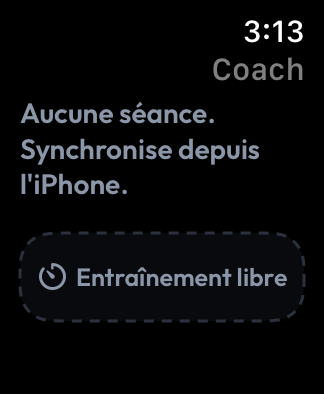 3:13
Coach
Aucune séance.
Synchronise depuis
l'iPhone.
Entraînement libre